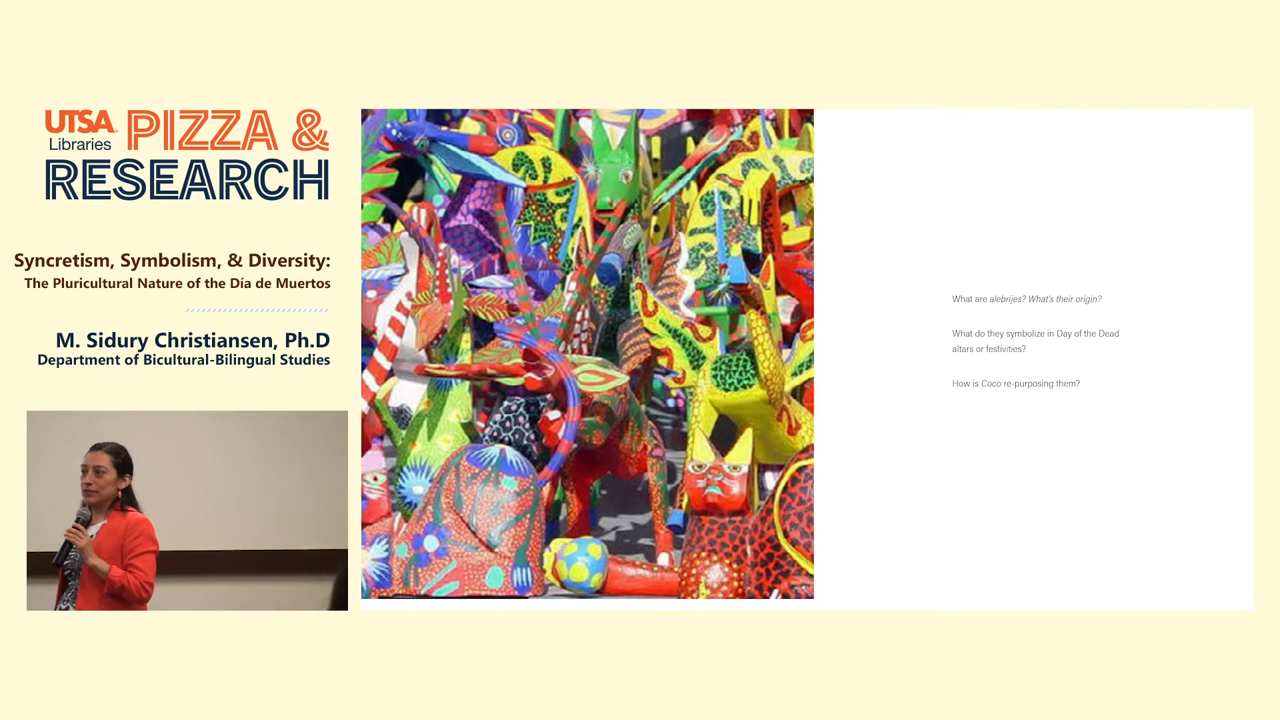 UTSA Libraries PIZZA &
RESEARCH
Syncretism, Symbolism, & Diversity:
The Pluricultural Nature of the Día de Muertos
M. Sidury Christiansen, Ph.D
Department of Bicultural-Bilingual Studies
What are alebrijes? What's their origin?
What do they symbolize in Day of the Dead
altars or festivities?
How is Coco re-purposing them?